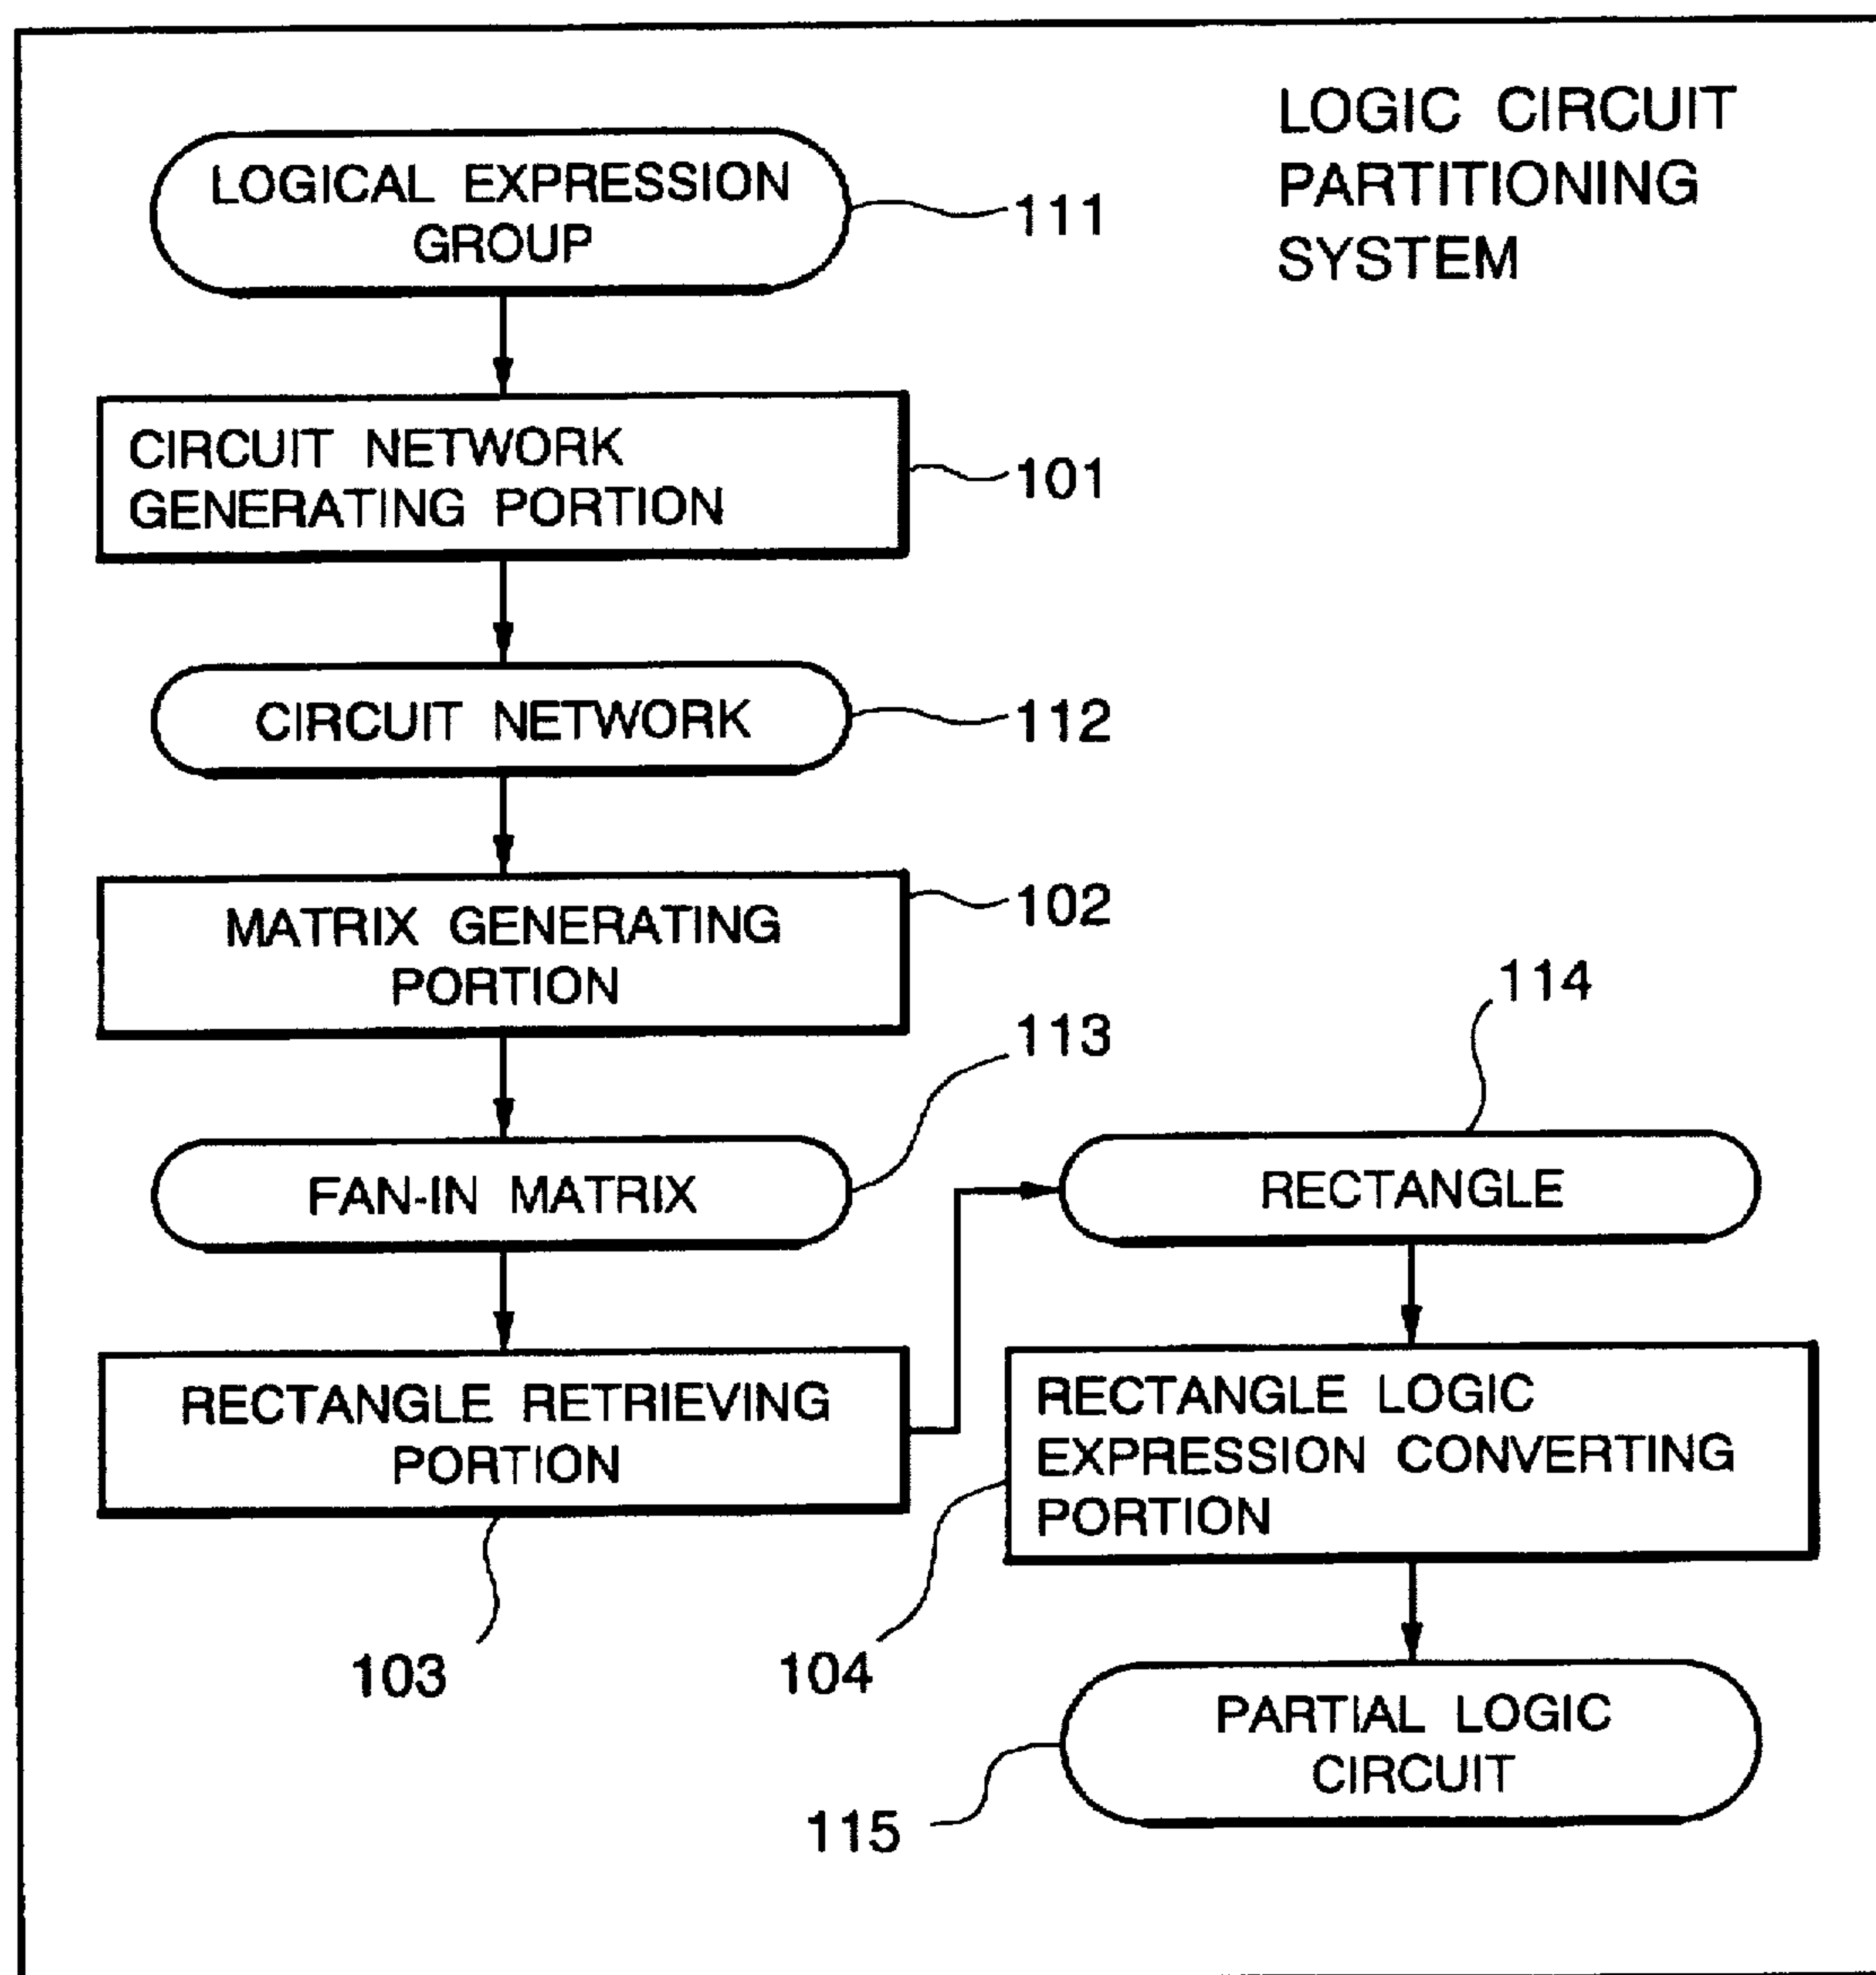 LOGIC CIRCUIT
PARTITIONING
SYSTEM
LOGICAL EXPRESSION
GROUP
111
CIRCUIT NETWORK
GENERATING PORTION
101
CIRCUIT NETWORK
112
MATRIX GENERATING
PORTION
102
FAN-IN MATRIX
113
RECTANGLE RETRIEVING
PORTION
103
114
RECTANGLE
RECTANGLE LOGIC
EXPRESSION CONVERTING
PORTION
104
PARTIAL LOGIC
CIRCUIT
115